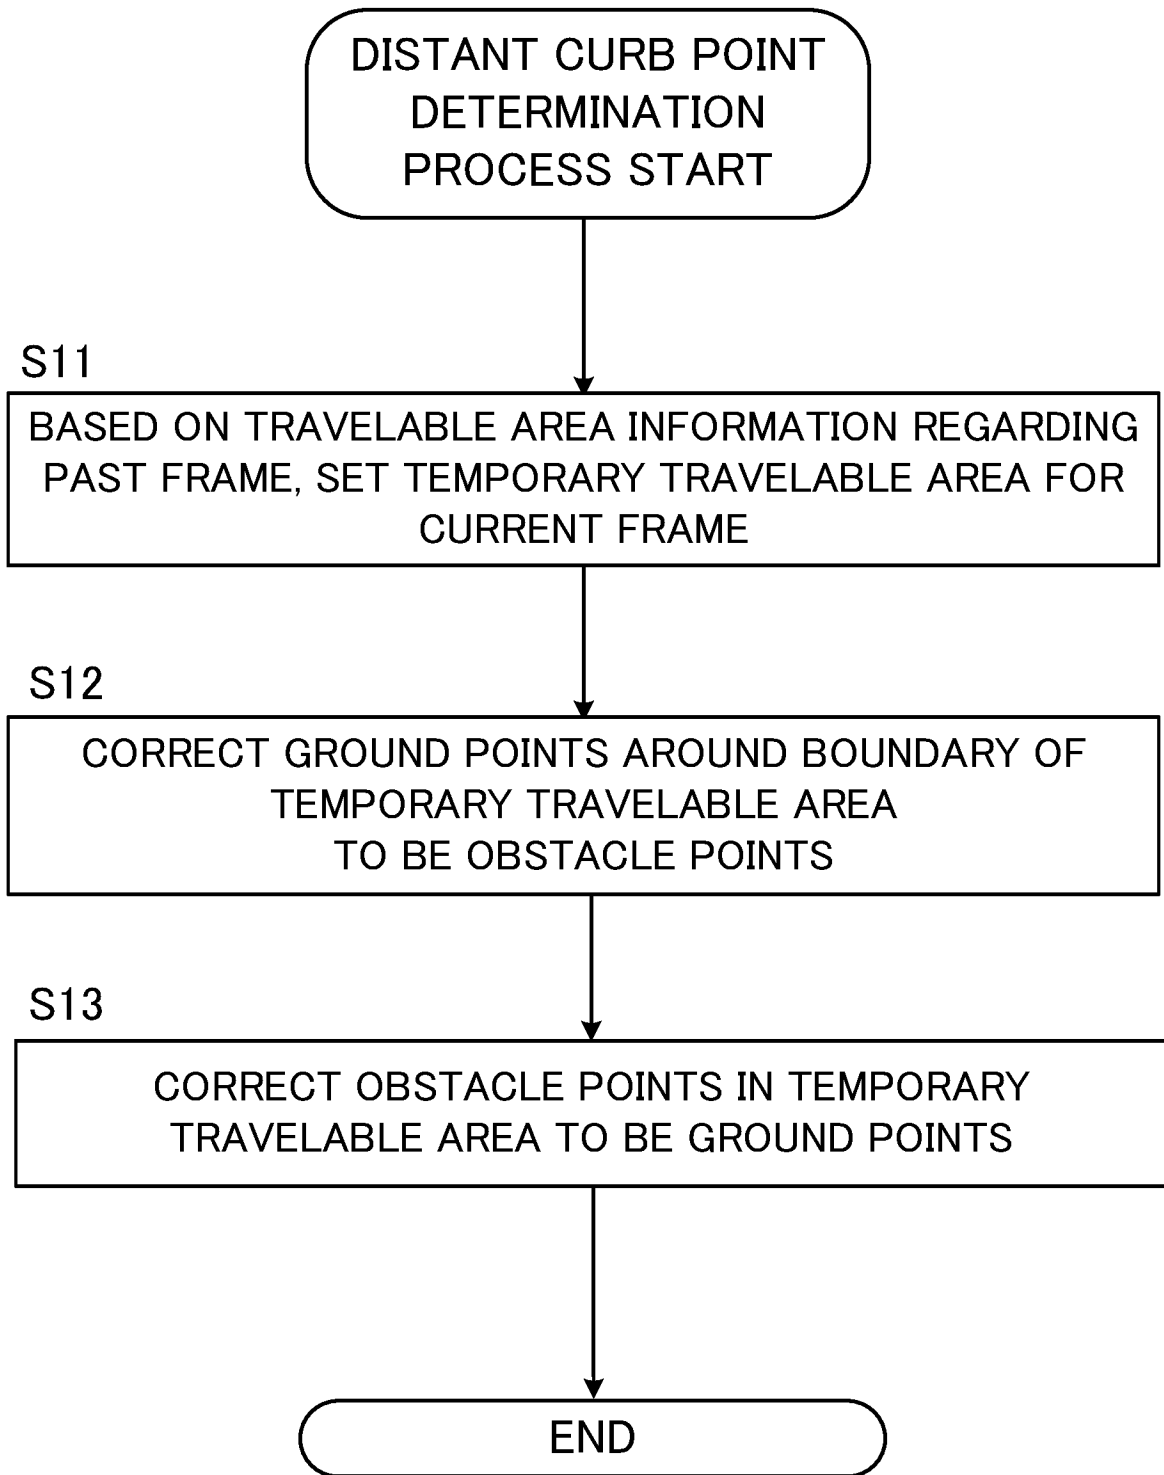 DISTANT CURB POINT
DETERMINATION
PROCESS START
S11
BASED ON TRAVELABLE AREA INFORMATION REGARDING
PAST FRAME, SET TEMPORARY TRAVELABLE AREA FOR
CURRENT FRAME
S12
CORRECT GROUND POINTS AROUND BOUNDARY OF
TEMPORARY TRAVELABLE AREA
TO BE OBSTACLE POINTS
S13
CORRECT OBSTACLE POINTS IN TEMPORARY
TRAVELABLE AREA TO BE GROUND POINTS
END